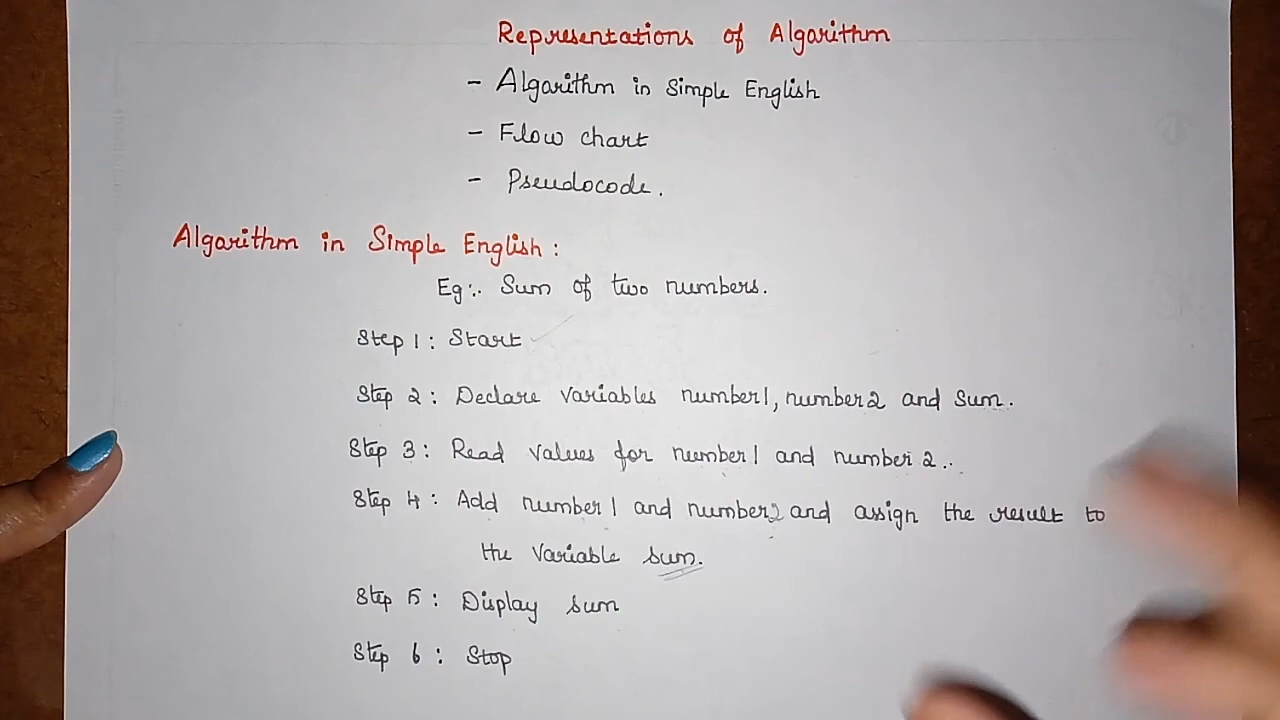 Representations of Algorithm
- Algorithm in Simple English
- Flow chart
- Pseudocode.
Algorithm in Simple English:
Eg:. Sum of two numbers.
Step 1: Start
Step 2: Declare variables number1, number2 and sum.
Step 3: Read values for number1 and number 2..
Step 4: Add number1 and number2 and assign the result to
the variable sum.
Step 5: Display sum
Step 6: Stop